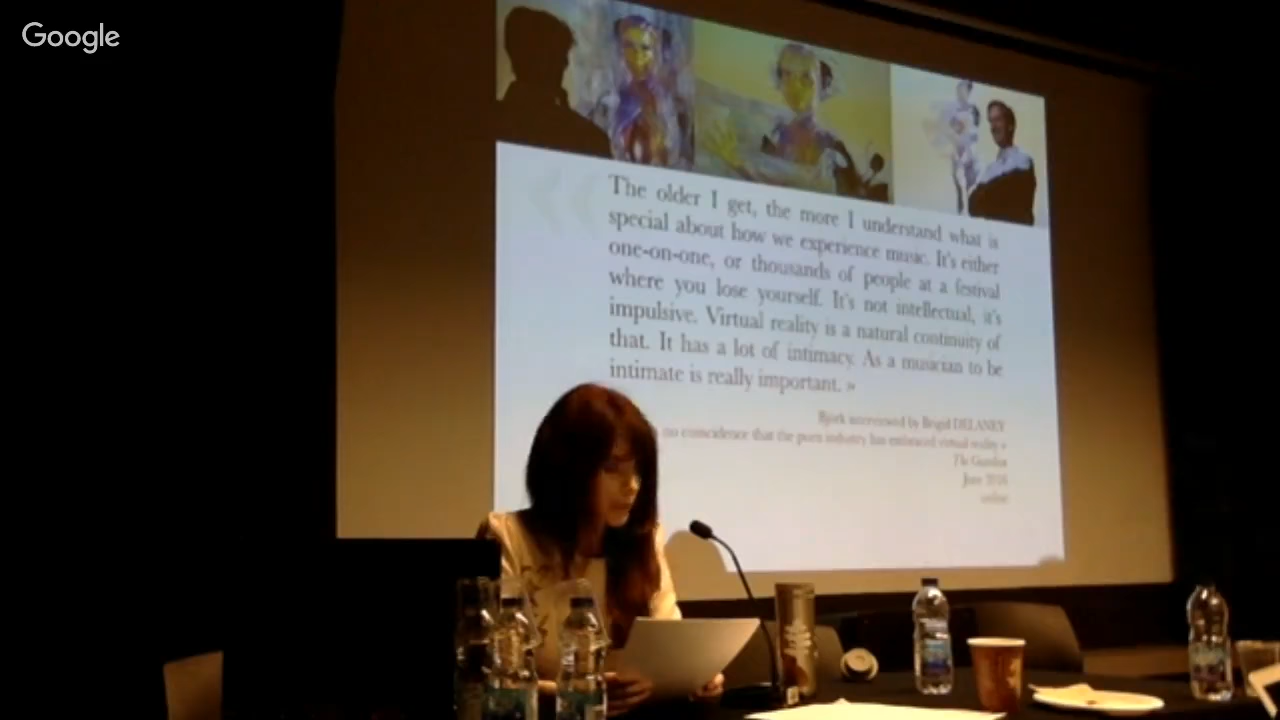 Google
The older I get, the more I understand what is
special about how we experience music. It's either
one-on-one, or thousands of people at a festival
where you lose yourself. It's not intellectual, it's
impulsive. Virtual reality is a natural continuity of
that. It has a lot of intimacy. As a musician to be
intimate is really important. »
Björk interviewed by Brigid DELANEY
no coincidence that the porn industry has embraced virtual reality »
The Guardian
June 2016
online